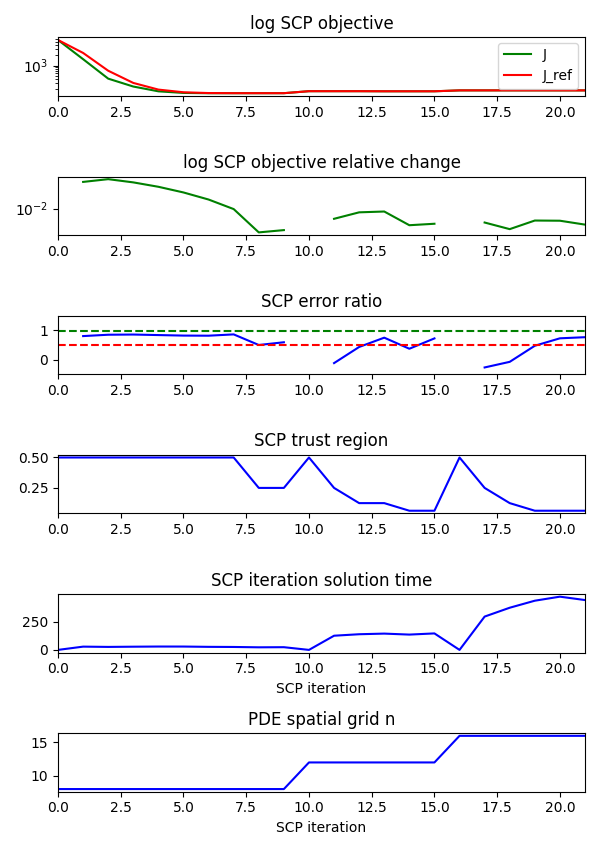 log SCP objective
10³
J
J_ref
0.0 2.5 5.0 7.5 10.0 12.5 15.0 17.5 20.0
log SCP objective relative change
10⁻²
0.0 2.5 5.0 7.5 10.0 12.5 15.0 17.5 20.0
SCP error ratio
1
0
0.0 2.5 5.0 7.5 10.0 12.5 15.0 17.5 20.0
SCP trust region
0.50
0.25
0.0 2.5 5.0 7.5 10.0 12.5 15.0 17.5 20.0
SCP iteration solution time
250
0
0.0 2.5 5.0 7.5 10.0 12.5 15.0 17.5 20.0
SCP iteration
PDE spatial grid n
15
10
0.0 2.5 5.0 7.5 10.0 12.5 15.0 17.5 20.0
SCP iteration